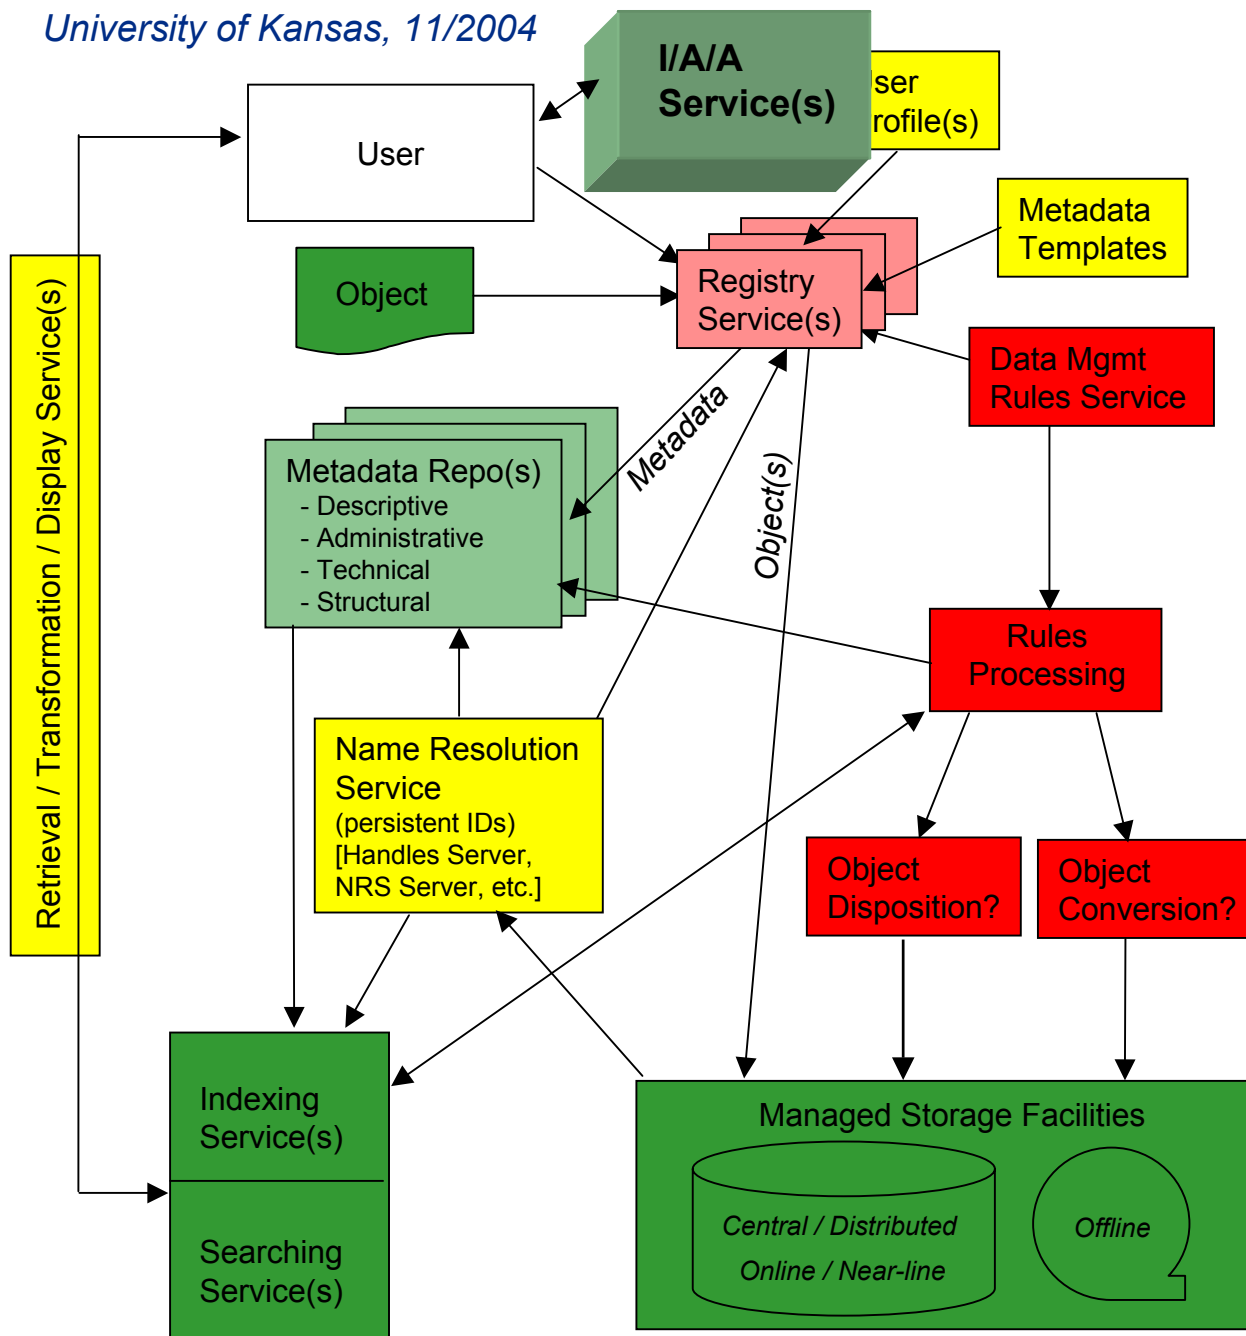 University of Kansas, 11/2004
I/A/A
Service(s)
User
ser
rofile(s)
Metadata
Templates
Object
Registry
Service(s)
Data Mgmt
Rules Service
Retrieval / Transformation / Display Service(s)
Metadata
Object(s)
Metadata Repo(s)
- Descriptive
- Administrative
- Technical
- Structural
Rules
Processing
Name Resolution
Service
(persistent IDs)
[Handles Server,
NRS Server, etc.]
Object
Disposition?
Object
Conversion?
Indexing
Service(s)
Searching
Service(s)
Managed Storage Facilities
Central / Distributed
Online / Near-line
Offline